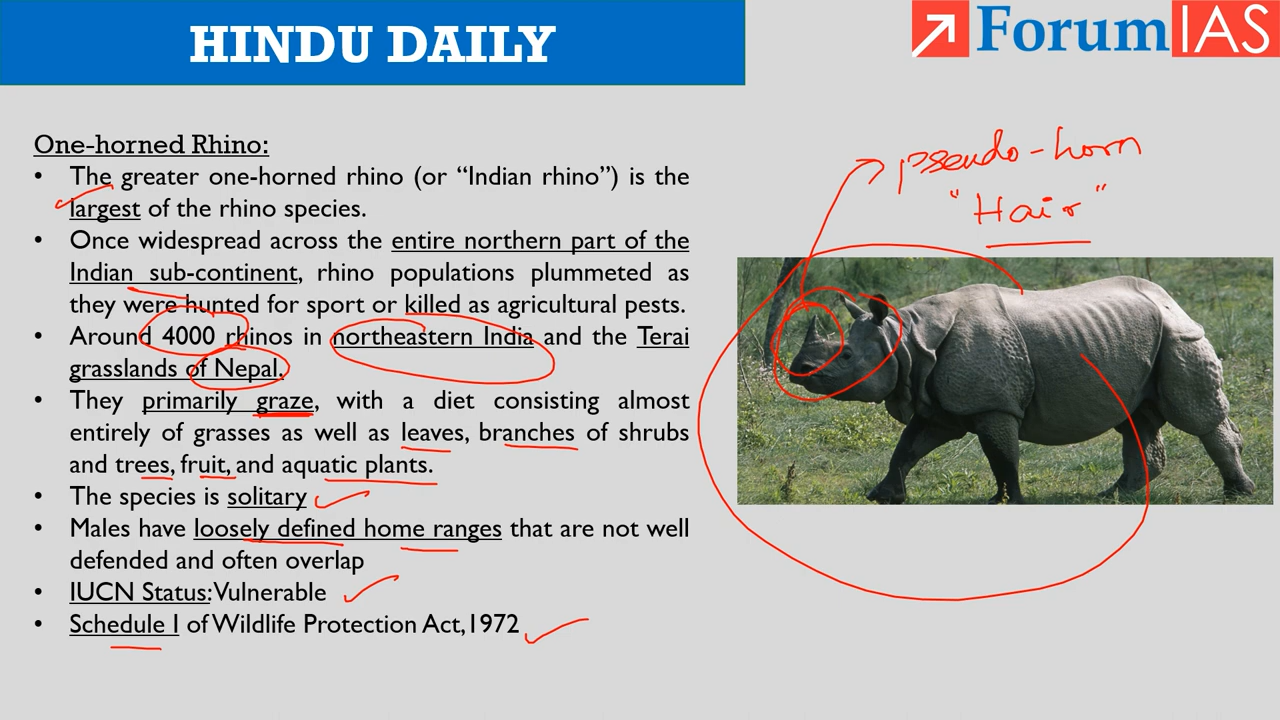 HINDU DAILY
ForumIAS
One-horned Rhino:
• The greater one-horned rhino (or “Indian rhino”) is the
largest of the rhino species.
• Once widespread across the entire northern part of the
Indian sub-continent, rhino populations plummeted as
they were hunted for sport or killed as agricultural pests.
• Around 4000 rhinos in northeastern India and the Terai
grasslands of Nepal.
• They primarily graze, with a diet consisting almost
entirely of grasses as well as leaves, branches of shrubs
and trees, fruit, and aquatic plants.
• The species is solitary
• Males have loosely defined home ranges that are not well
defended and often overlap
• IUCN Status: Vulnerable
• Schedule I of Wildlife Protection Act,1972
pseudo-horn
"Hair"